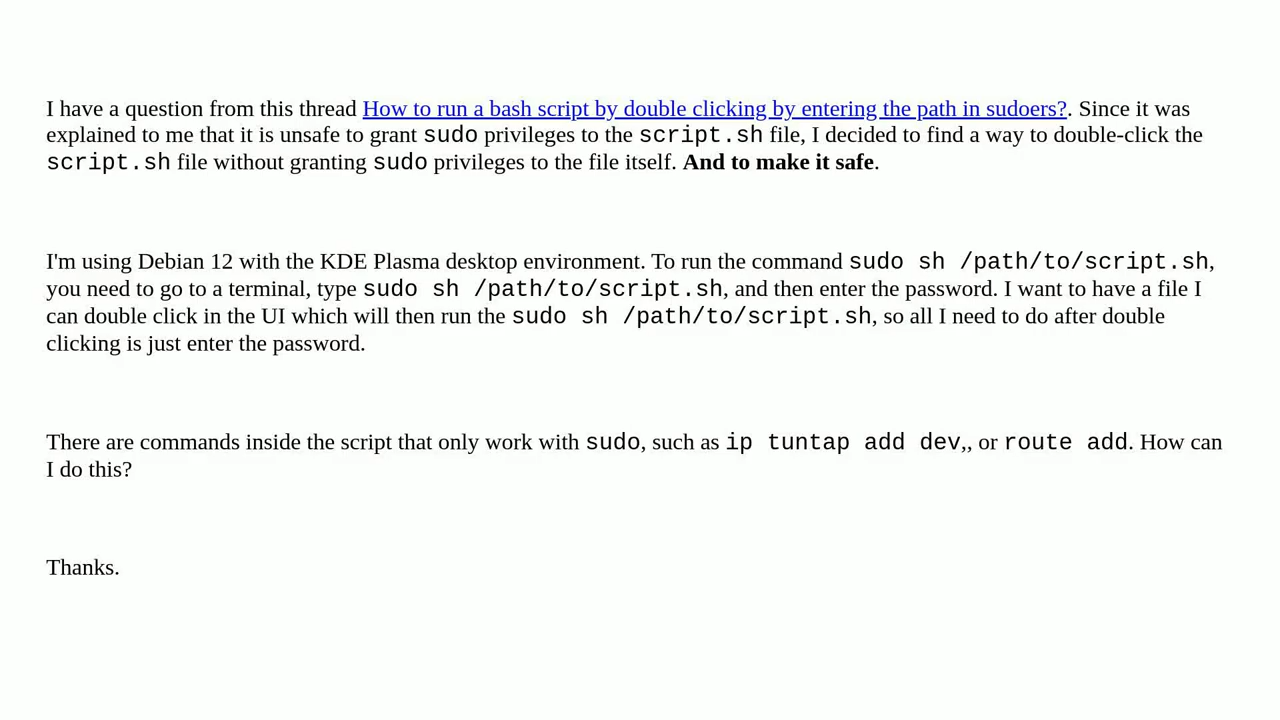 I have a question from this thread How to run a bash script by double clicking by entering the path in sudoers?. Since it was
explained to me that it is unsafe to grant sudo privileges to the script.sh file, I decided to find a way to double-click the
script.sh file without granting sudo privileges to the file itself. And to make it safe.
I'm using Debian 12 with the KDE Plasma desktop environment. To run the command sudo sh /path/to/script.sh,
you need to go to a terminal, type sudo sh /path/to/script.sh, and then enter the password. I want to have a file I
can double click in the UI which will then run the sudo sh /path/to/script.sh, so all I need to do after double
clicking is just enter the password.
There are commands inside the script that only work with sudo, such as ip tuntap add dev,, or route add. How can
I do this?
Thanks.